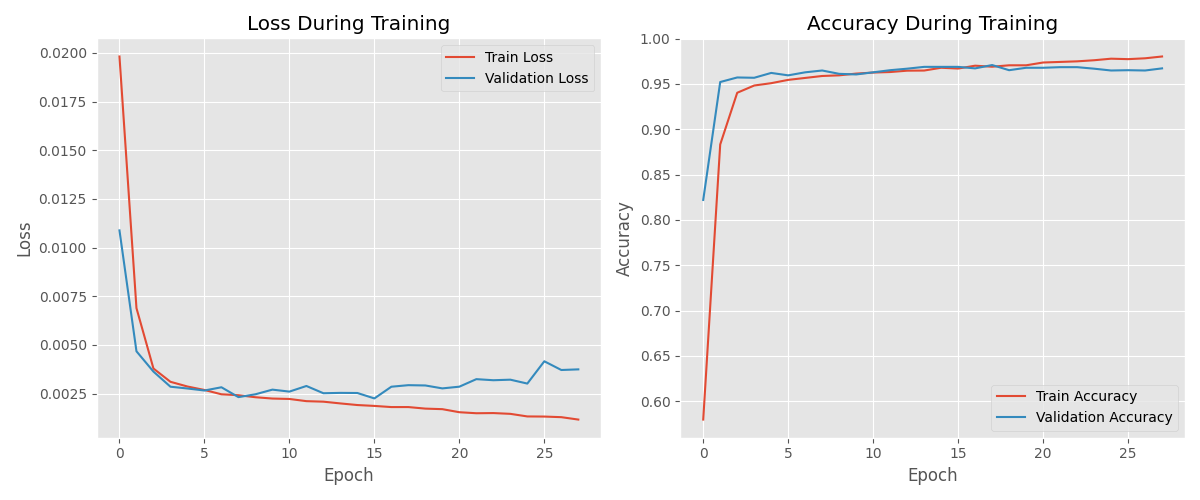 Loss During Training
Train Loss
Validation Loss
0.0200
0.0175
0.0150
0.0125
0.0100
0.0075
0.0050
0.0025
Loss
0
5
10
15
20
25
Epoch
Accuracy During Training
1.00
0.95
0.90
0.85
0.80
0.75
0.70
0.65
0.60
Accuracy
Train Accuracy
Validation Accuracy
0
5
10
15
20
25
Epoch